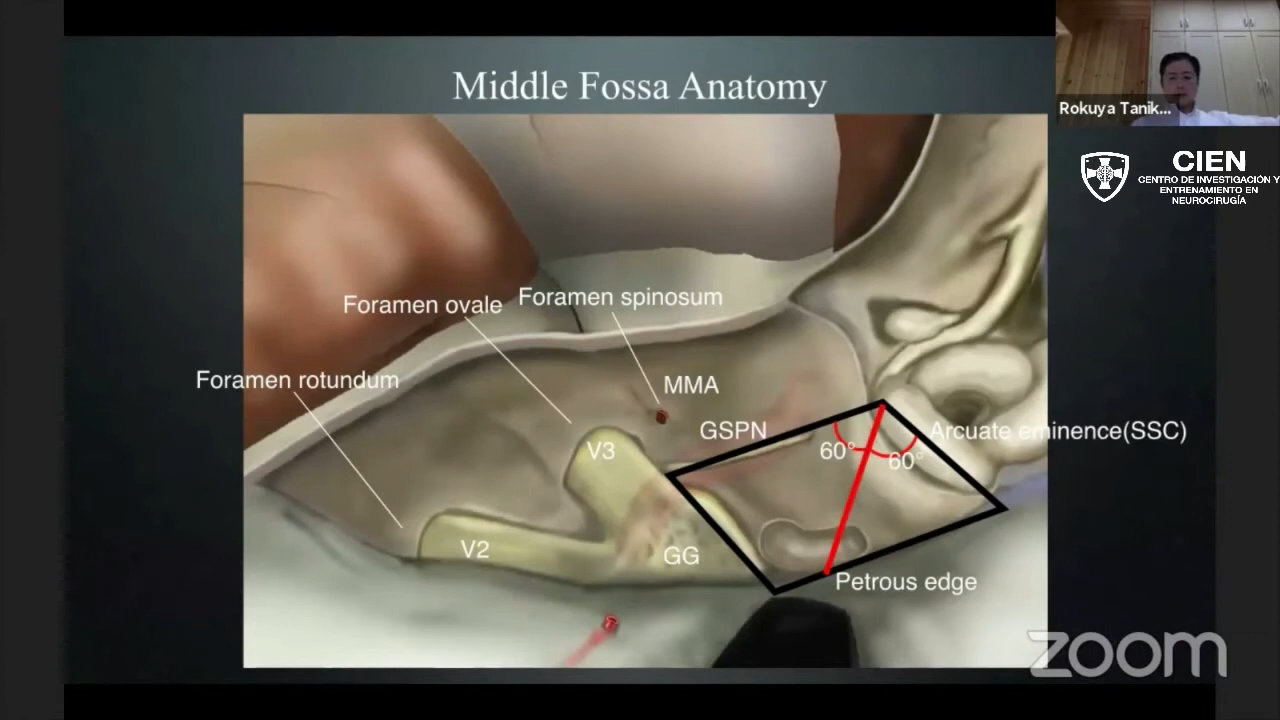 Middle Fossa Anatomy
Rokuya Tanik...
CIEN
CENTRO DE INVESTIGACIÓN Y
ENTRENAMIENTO EN
NEUROCIRUGÍA
Foramen ovale
Foramen spinosum
Foramen rotundum
MMA
GSPN
V3
60°
60°
Arcuate eminence(SSC)
V2
GG
Petrous edge
zoom